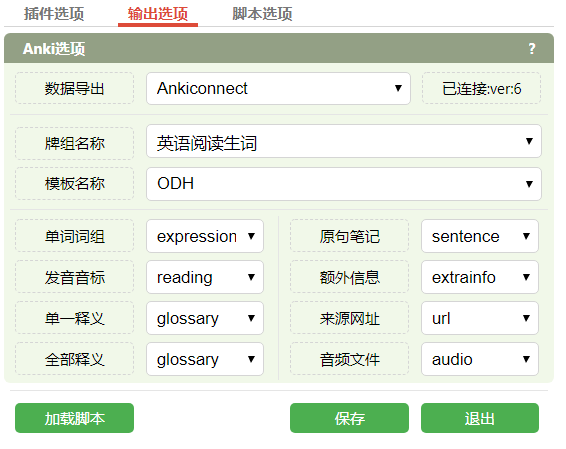 插件选项 输出选项 脚本选项
Anki选项 ?
数据导出 Ankiconnect 已连接:ver:6
牌组名称 英语阅读生词
模板名称 ODH
单词词组 expression 原句笔记 sentence
发音音标 reading 额外信息 extrainfo
单一释义 glossary 来源网址 url
全部释义 glossary 音频文件 audio
加载脚本 保存 退出